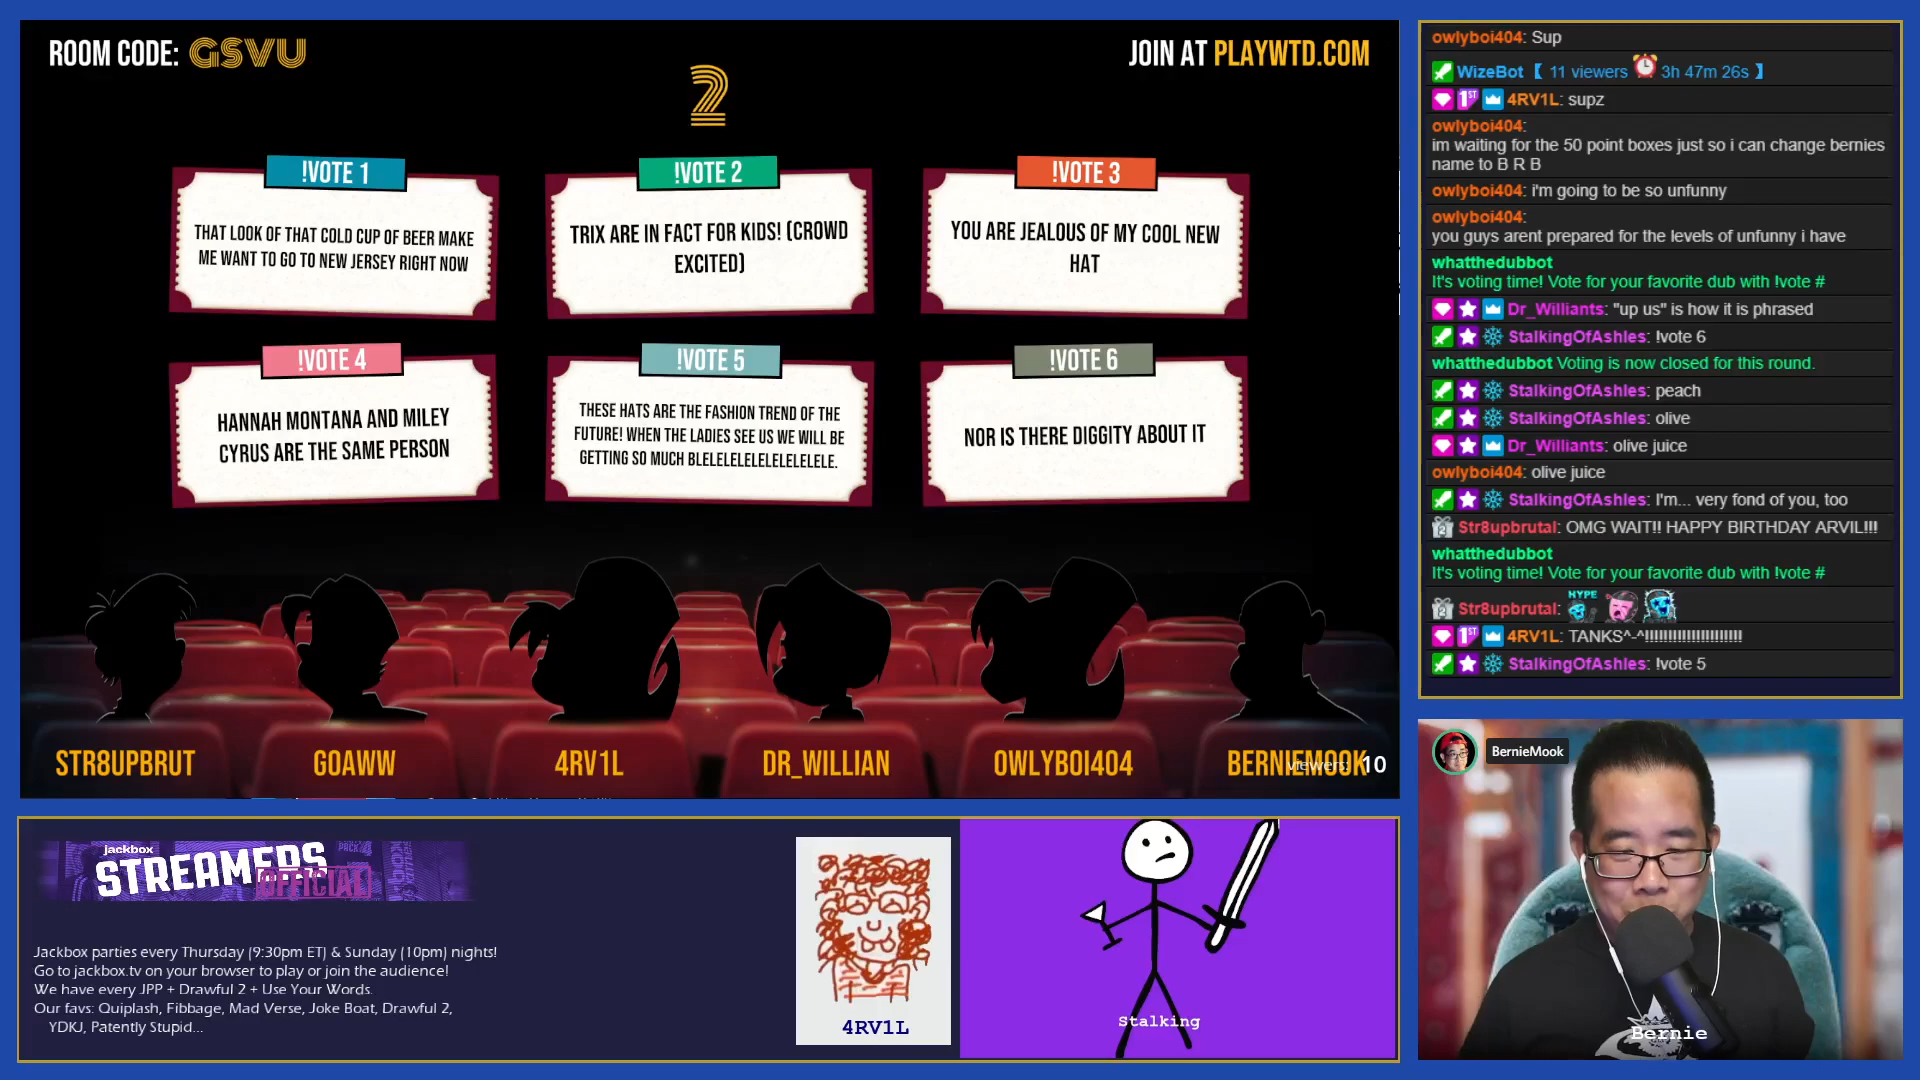 ROOM CODE: GSVU
JOIN AT PLAYWTD.COM
2
!VOTE 1
THAT LOOK OF THAT COLD CUP OF BEER MAKE
ME WANT TO GO TO NEW JERSEY RIGHT NOW
!VOTE 2
TRIX ARE IN FACT FOR KIDS! (CROWD
EXCITED)
!VOTE 3
YOU ARE JEALOUS OF MY COOL NEW
HAT
!VOTE 4
HANNAH MONTANA AND MILEY
CYRUS ARE THE SAME PERSON
!VOTE 5
THESE HATS ARE THE FASHION TREND OF THE
FUTURE! WHEN THE LADIES SEE US WE WILL BE
GETTING SO MUCH BLELELELELELELELELE.
!VOTE 6
NOR IS THERE DIGGITY ABOUT IT
STR8UPBRUT
GOAWW
4RV1L
DR_WILLIAN
OWLYBOI404
BERNIEMOOK
viewers: 10
jackbox
STREAMERS
OFFICIAL
Jackbox parties every Thursday (9:30pm ET) & Sunday (10pm) nights!
Go to jackbox.tv on your browser to play or join the audience!
We have every JPP + Drawful 2 + Use Your Words.
Our favs: Quiplash, Fibbage, Mad Verse, Joke Boat, Drawful 2,
YDKJ, Patently Stupid...
4RV1L
Stalking
owlyboi404: Sup
WizeBot 【 11 viewers 3h 47m 26s 】
1ST 4RV1L: supz
owlyboi404:
im waiting for the 50 point boxes just so i can change bernies
name to B R B
owlyboi404: i'm going to be so unfunny
owlyboi404:
you guys arent prepared for the levels of unfunny i have
whatthedubbot
It's voting time! Vote for your favorite dub with !vote #
Dr_Williants: "up us" is how it is phrased
StalkingOfAshles: !vote 6
whatthedubbot Voting is now closed for this round.
StalkingOfAshles: peach
StalkingOfAshles: olive
Dr_Williants: olive juice
owlyboi404: olive juice
StalkingOfAshles: I'm... very fond of you, too
2 Str8upbrutal: OMG WAIT!! HAPPY BIRTHDAY ARVIL!!!
whatthedubbot
It's voting time! Vote for your favorite dub with !vote #
2 Str8upbrutal: HYPE
1ST 4RV1L: TANKS^-^!!!!!!!!!!!!!!!!!!!!!
StalkingOfAshles: !vote 5
BernieMook
Bernie